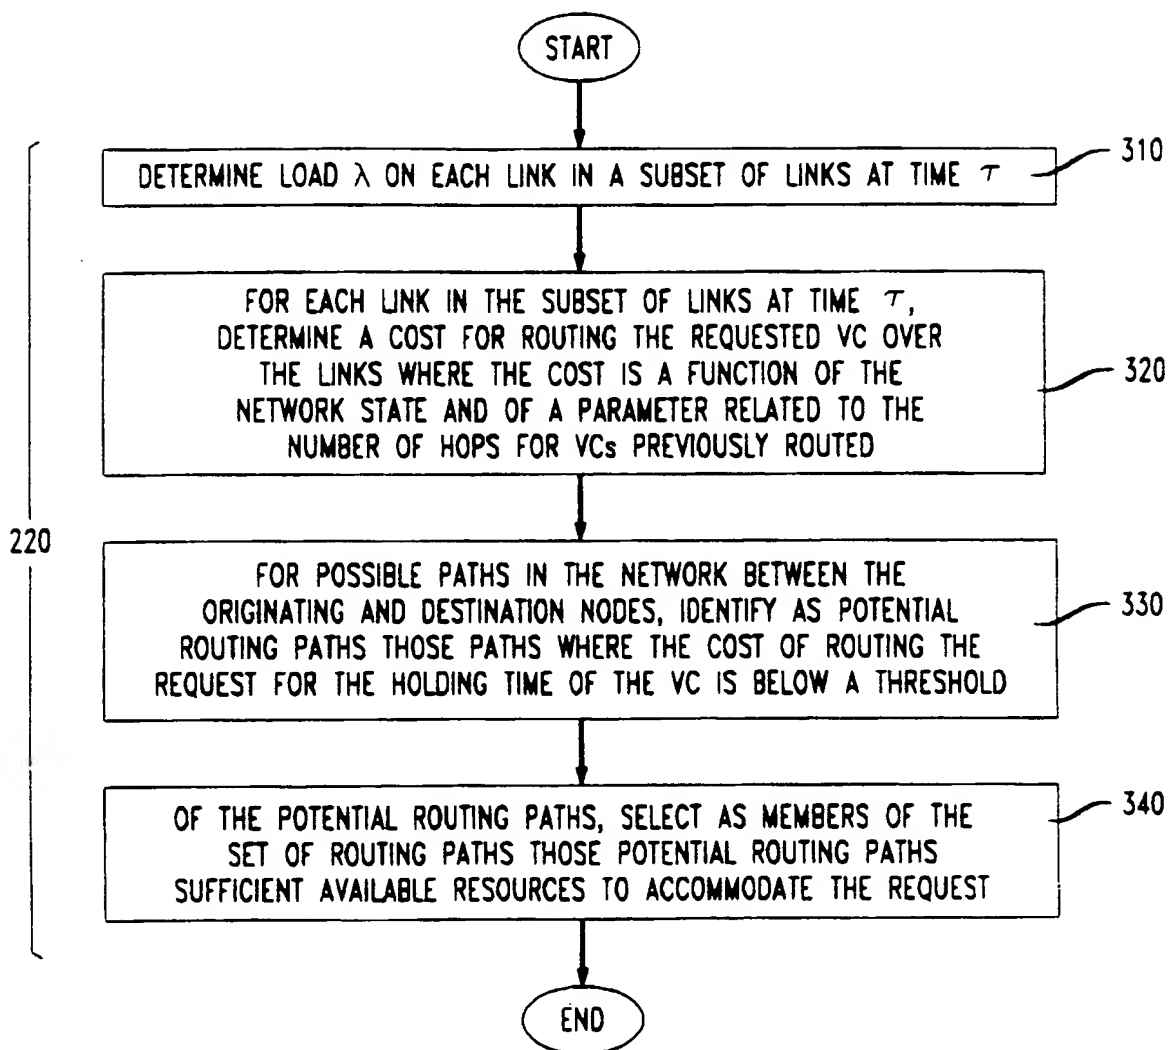 START
DETERMINE LOAD λ ON EACH LINK IN A SUBSET OF LINKS AT TIME τ
310
FOR EACH LINK IN THE SUBSET OF LINKS AT TIME τ,
DETERMINE A COST FOR ROUTING THE REQUESTED VC OVER
THE LINKS WHERE THE COST IS A FUNCTION OF THE
NETWORK STATE AND OF A PARAMETER RELATED TO THE
NUMBER OF HOPS FOR VCs PREVIOUSLY ROUTED
320
220
FOR POSSIBLE PATHS IN THE NETWORK BETWEEN THE
ORIGINATING AND DESTINATION NODES, IDENTIFY AS POTENTIAL
ROUTING PATHS THOSE PATHS WHERE THE COST OF ROUTING THE
REQUEST FOR THE HOLDING TIME OF THE VC IS BELOW A THRESHOLD
330
OF THE POTENTIAL ROUTING PATHS, SELECT AS MEMBERS OF THE
SET OF ROUTING PATHS THOSE POTENTIAL ROUTING PATHS
SUFFICIENT AVAILABLE RESOURCES TO ACCOMMODATE THE REQUEST
340
END